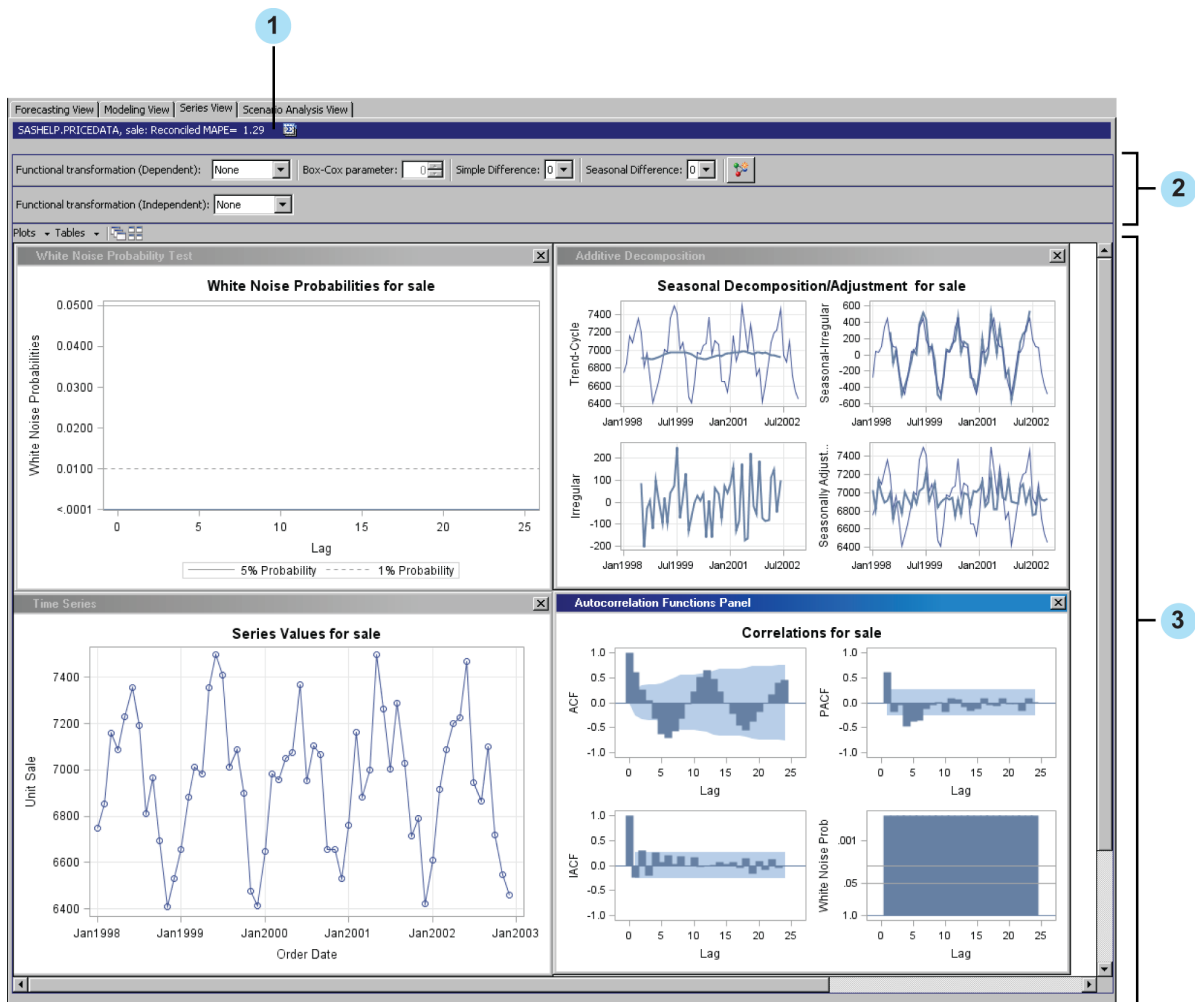 1
Forecasting View Modeling View Series View Scenario Analysis View
SASHELP.PRICEDATA, sale: Reconciled MAPE= 1.29
Functional transformation (Dependent): None Box-Cox parameter: 0 Simple Difference: 0 Seasonal Difference: 0
2
Functional transformation (Independent): None
Plots Tables
White Noise Probability Test
White Noise Probabilities for sale
White Noise Probabilities
0.0500
0.0400
0.0300
0.0200
0.0100
<.0001
0 5 10 15 20 25
Lag
5% Probability 1% Probability
Additive Decomposition
Seasonal Decomposition/Adjustment for sale
Trend-Cycle
7400
7200
7000
6800
6600
6400
Jan1998 Jul1999 Jan2001 Jul2002
Seasonal-Irregular
600
400
200
0
-200
-400
-600
Jan1998 Jul1999 Jan2001 Jul2002
Irregular
200
100
0
-100
-200
Jan1998 Jul1999 Jan2001 Jul2002
Seasonally Adjust...
7400
7200
7000
6800
6600
6400
Jan1998 Jul1999 Jan2001 Jul2002
3
Time Series
Series Values for sale
Unit Sale
7400
7200
7000
6800
6600
6400
Jan1998 Jan1999 Jan2000 Jan2001 Jan2002 Jan2003
Order Date
Autocorrelation Functions Panel
Correlations for sale
ACF
1.0
0.5
0.0
-0.5
-1.0
0 5 10 15 20 25
Lag
PACF
1.0
0.5
0.0
-0.5
-1.0
0 5 10 15 20 25
Lag
IACF
1.0
0.5
0.0
-0.5
-1.0
0 5 10 15 20 25
Lag
White Noise Prob
.001
.05
1.0
0 5 10 15 20 25
Lag